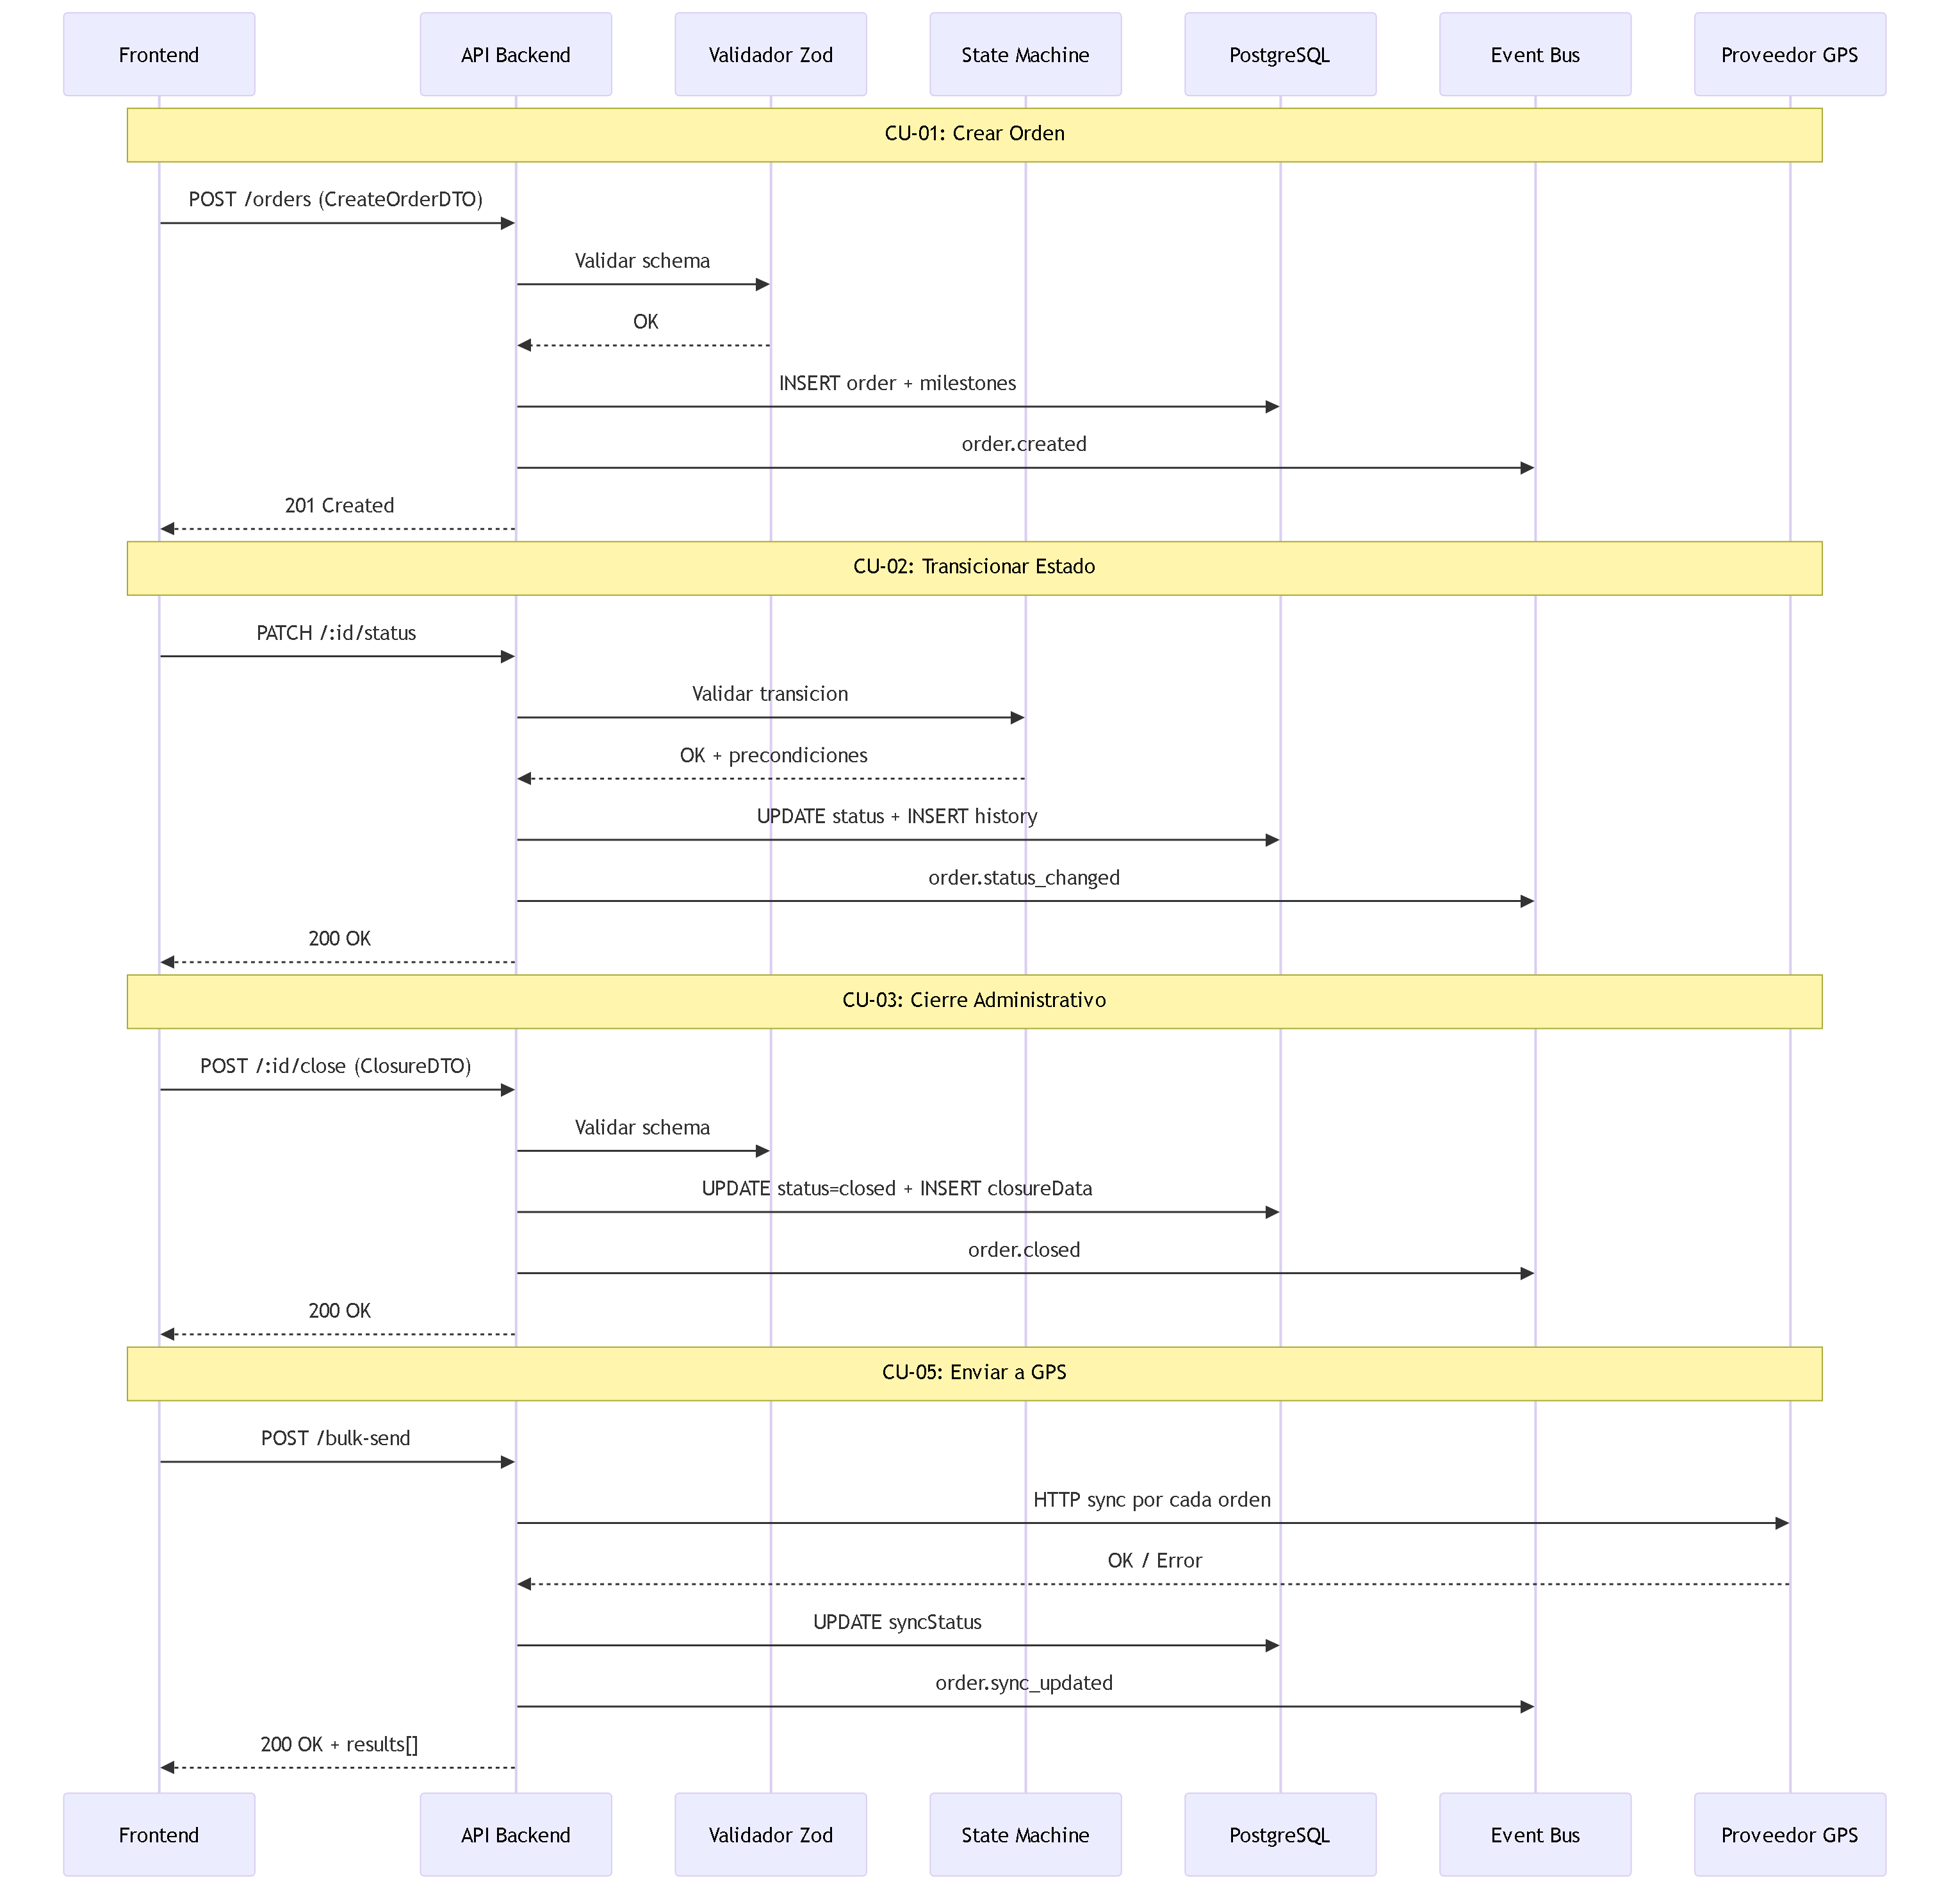 Frontend
API Backend
Validador Zod
State Machine
PostgreSQL
Event Bus
Proveedor GPS
CU-01: Crear Orden
POST /orders (CreateOrderDTO)
Validar schema
OK
INSERT order + milestones
order.created
201 Created
CU-02: Transicionar Estado
PATCH /:id/status
Validar transicion
OK + precondiciones
UPDATE status + INSERT history
order.status_changed
200 OK
CU-03: Cierre Administrativo
POST /:id/close (ClosureDTO)
Validar schema
UPDATE status=closed + INSERT closureData
order.closed
200 OK
CU-05: Enviar a GPS
POST /bulk-send
HTTP sync por cada orden
OK / Error
UPDATE syncStatus
order.sync_updated
200 OK + results[]
Frontend
API Backend
Validador Zod
State Machine
PostgreSQL
Event Bus
Proveedor GPS